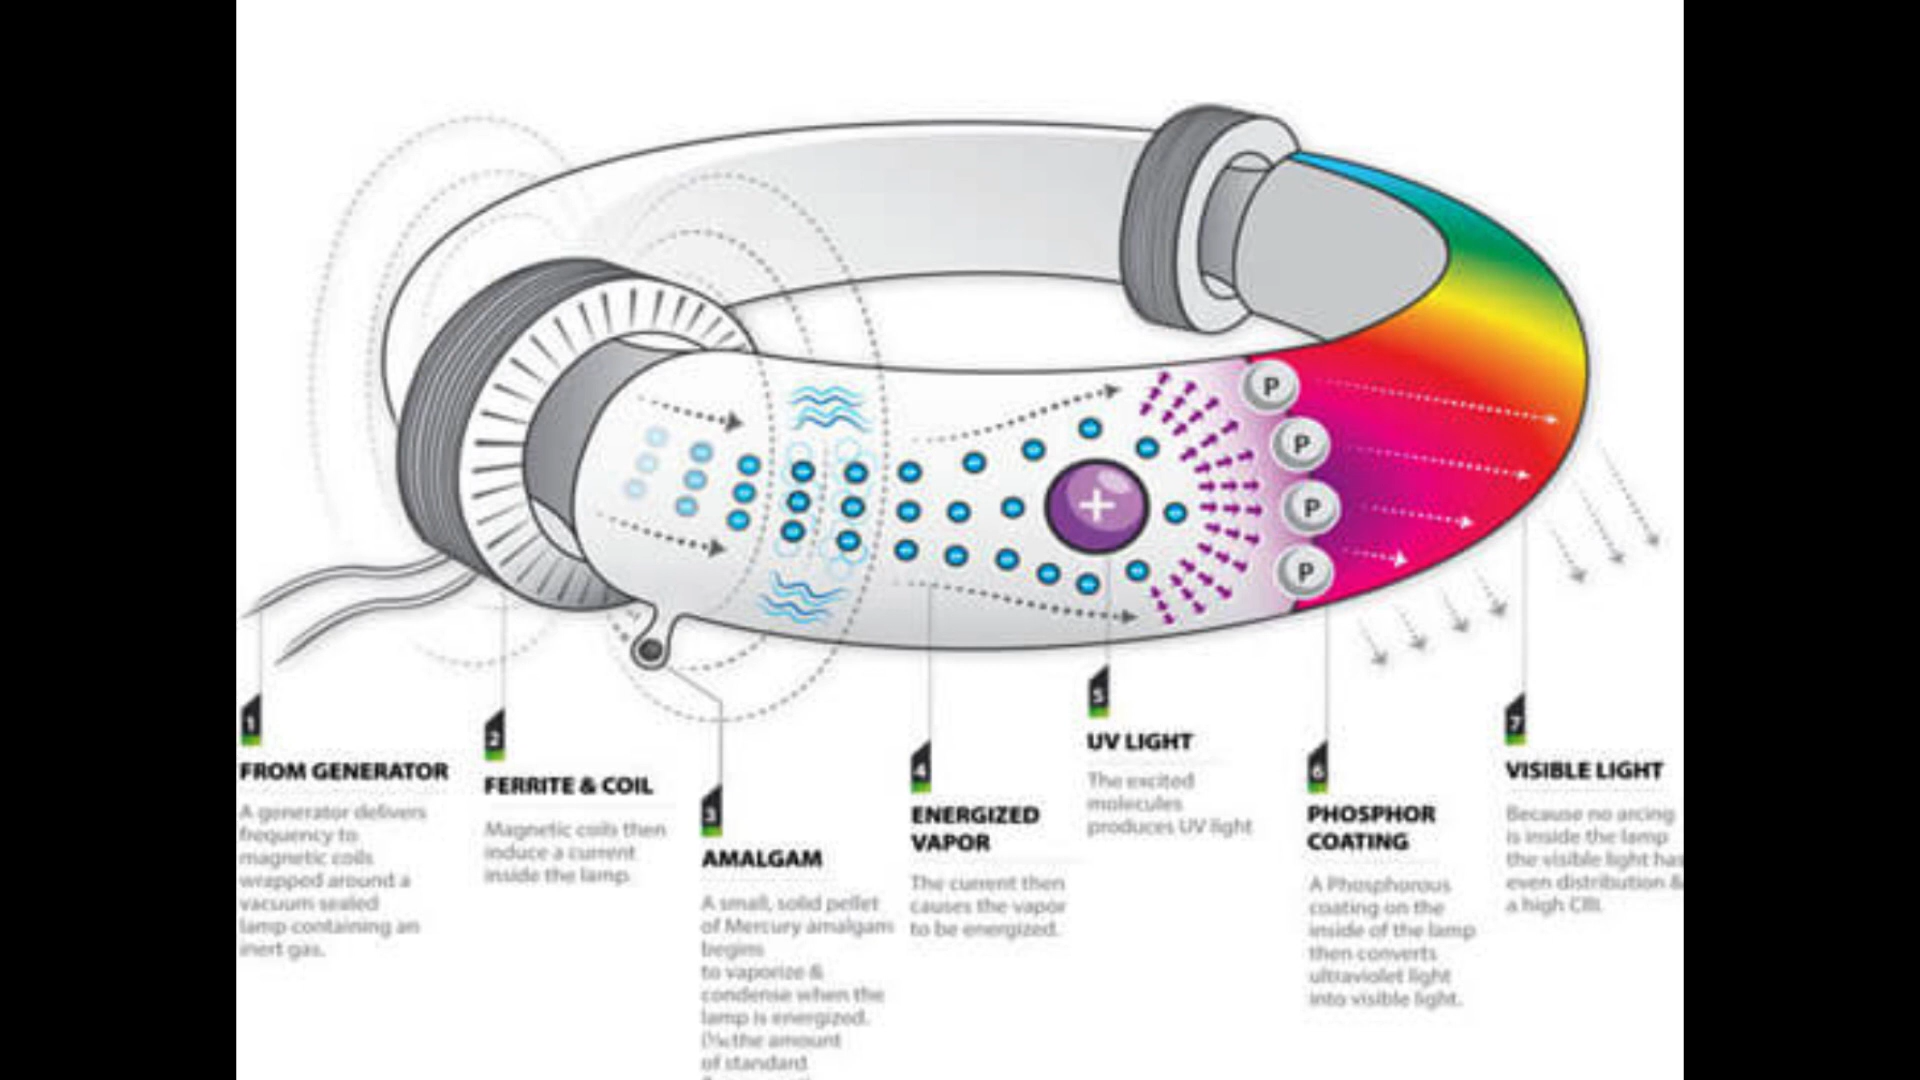 P
P
P
P
+
1
FROM GENERATOR
A generator delivers
frequency to
magnetic coils
wrapped around a
vacuum sealed
lamp containing an
inert gas.
2
FERRITE & COIL
Magnetic coils then
induce a current
inside the lamp.
3
AMALGAM
A small, solid pellet
of Mercury amalgam
begins
to vaporize &
condense when the
lamp is energized.
the amount
of standard
4
ENERGIZED
VAPOR
The current then
causes the vapor
to be energized.
5
UV LIGHT
The excited
molecules
produces UV light
6
PHOSPHOR
COATING
A Phosphorous
coating on the
inside of the lamp
then converts
ultraviolet light
into visible light.
7
VISIBLE LIGHT
Because no arcing
is inside the lamp
the visible light has
even distribution &
a high CRI.